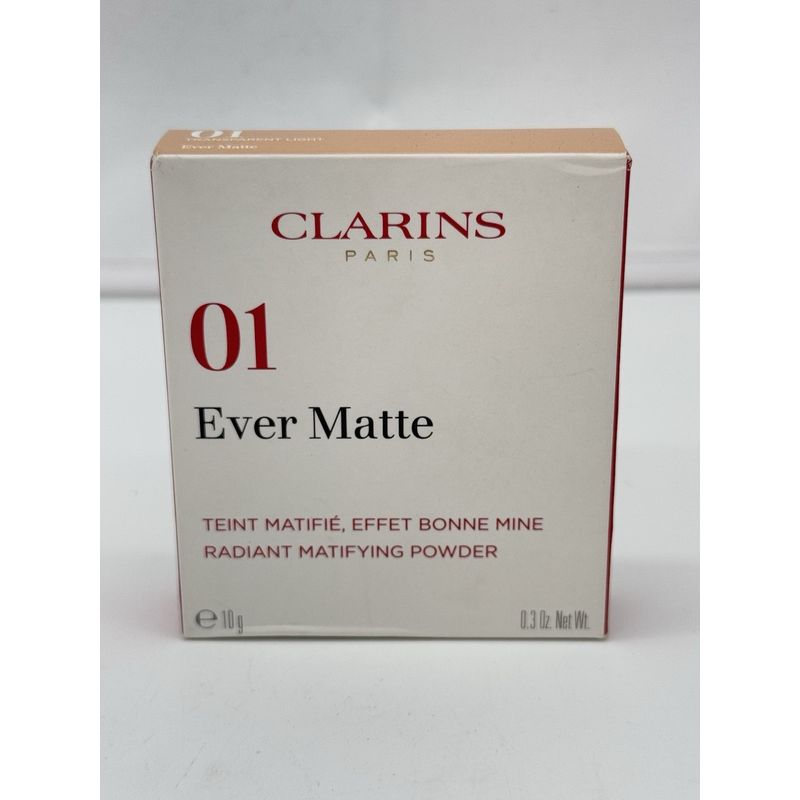 01
TRANSPARENT LIGHT
Ever Matte
CLARINS
PARIS
01
Ever Matte
TEINT MATIFIÉ, EFFET BONNE MINE
RADIANT MATIFYING POWDER
℮ 10 g
0.3 Oz. Net Wt.